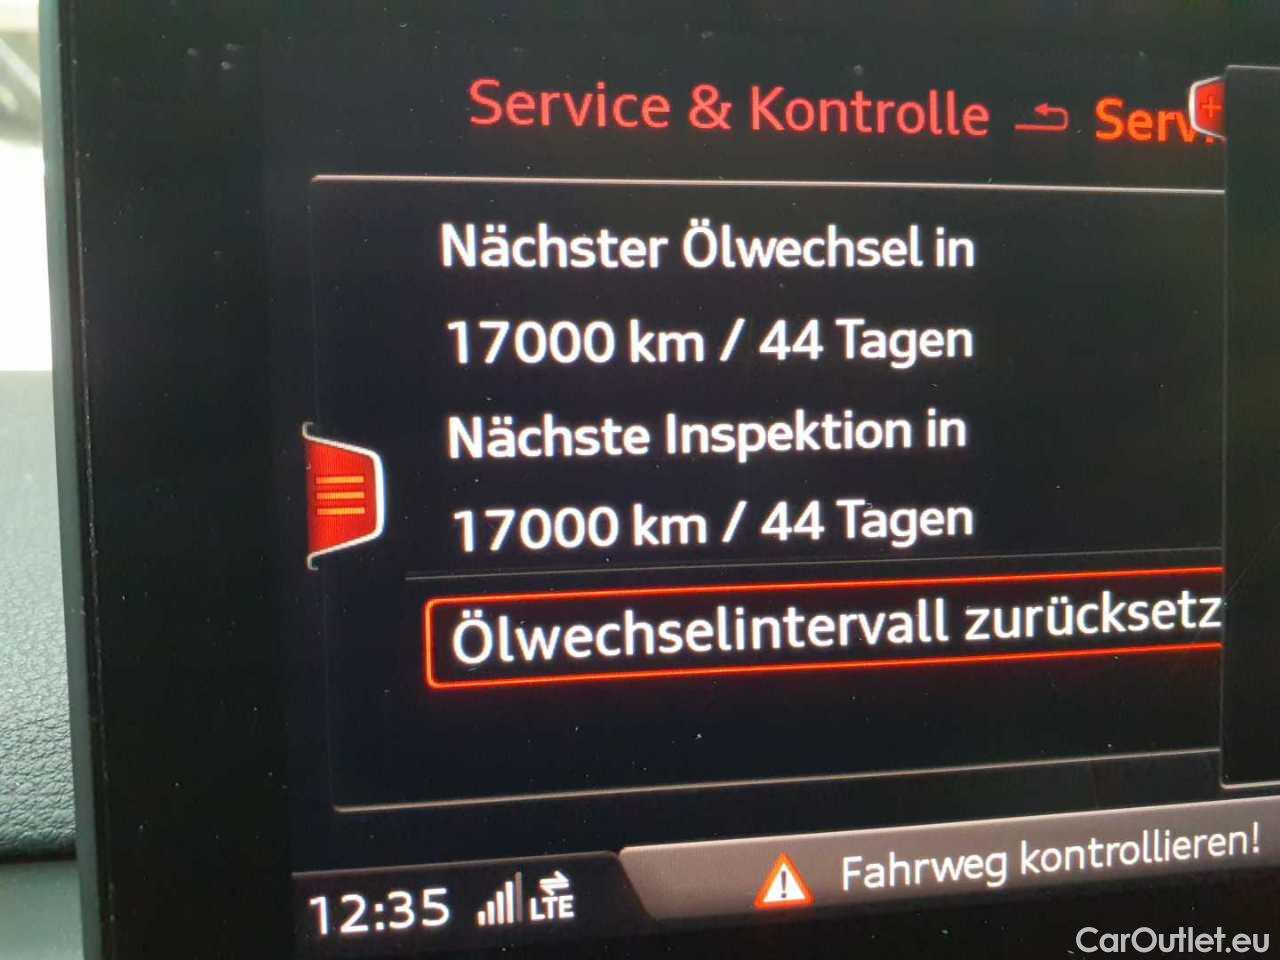 Service & Kontrolle
Nächster Ölwechsel in
17000 km / 44 Tagen
Nächste Inspektion in
17000 km / 44 Tagen
Ölwechselintervall zurücksetz
12:35
LTE
Fahrweg kontrollieren!
CarOutlet.eu